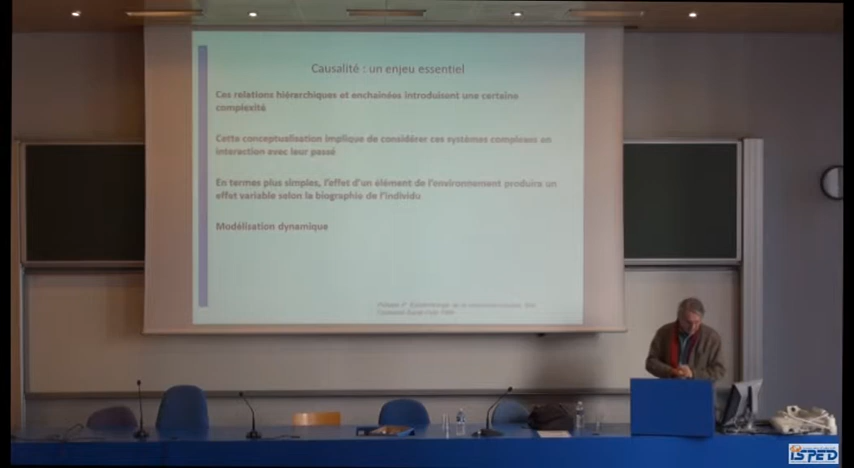 Causalité : un enjeu essentiel
Ces relations hiérarchiques et enchainées introduisent une certaine
complexité
Cette conceptualisation implique de considérer ces systèmes complexes en
interaction avec leur passé
En termes plus simples, l'effet d'un élément de l'environnement produira un
effet variable selon la biographie de l'individu
Modélisation dynamique
ISPED